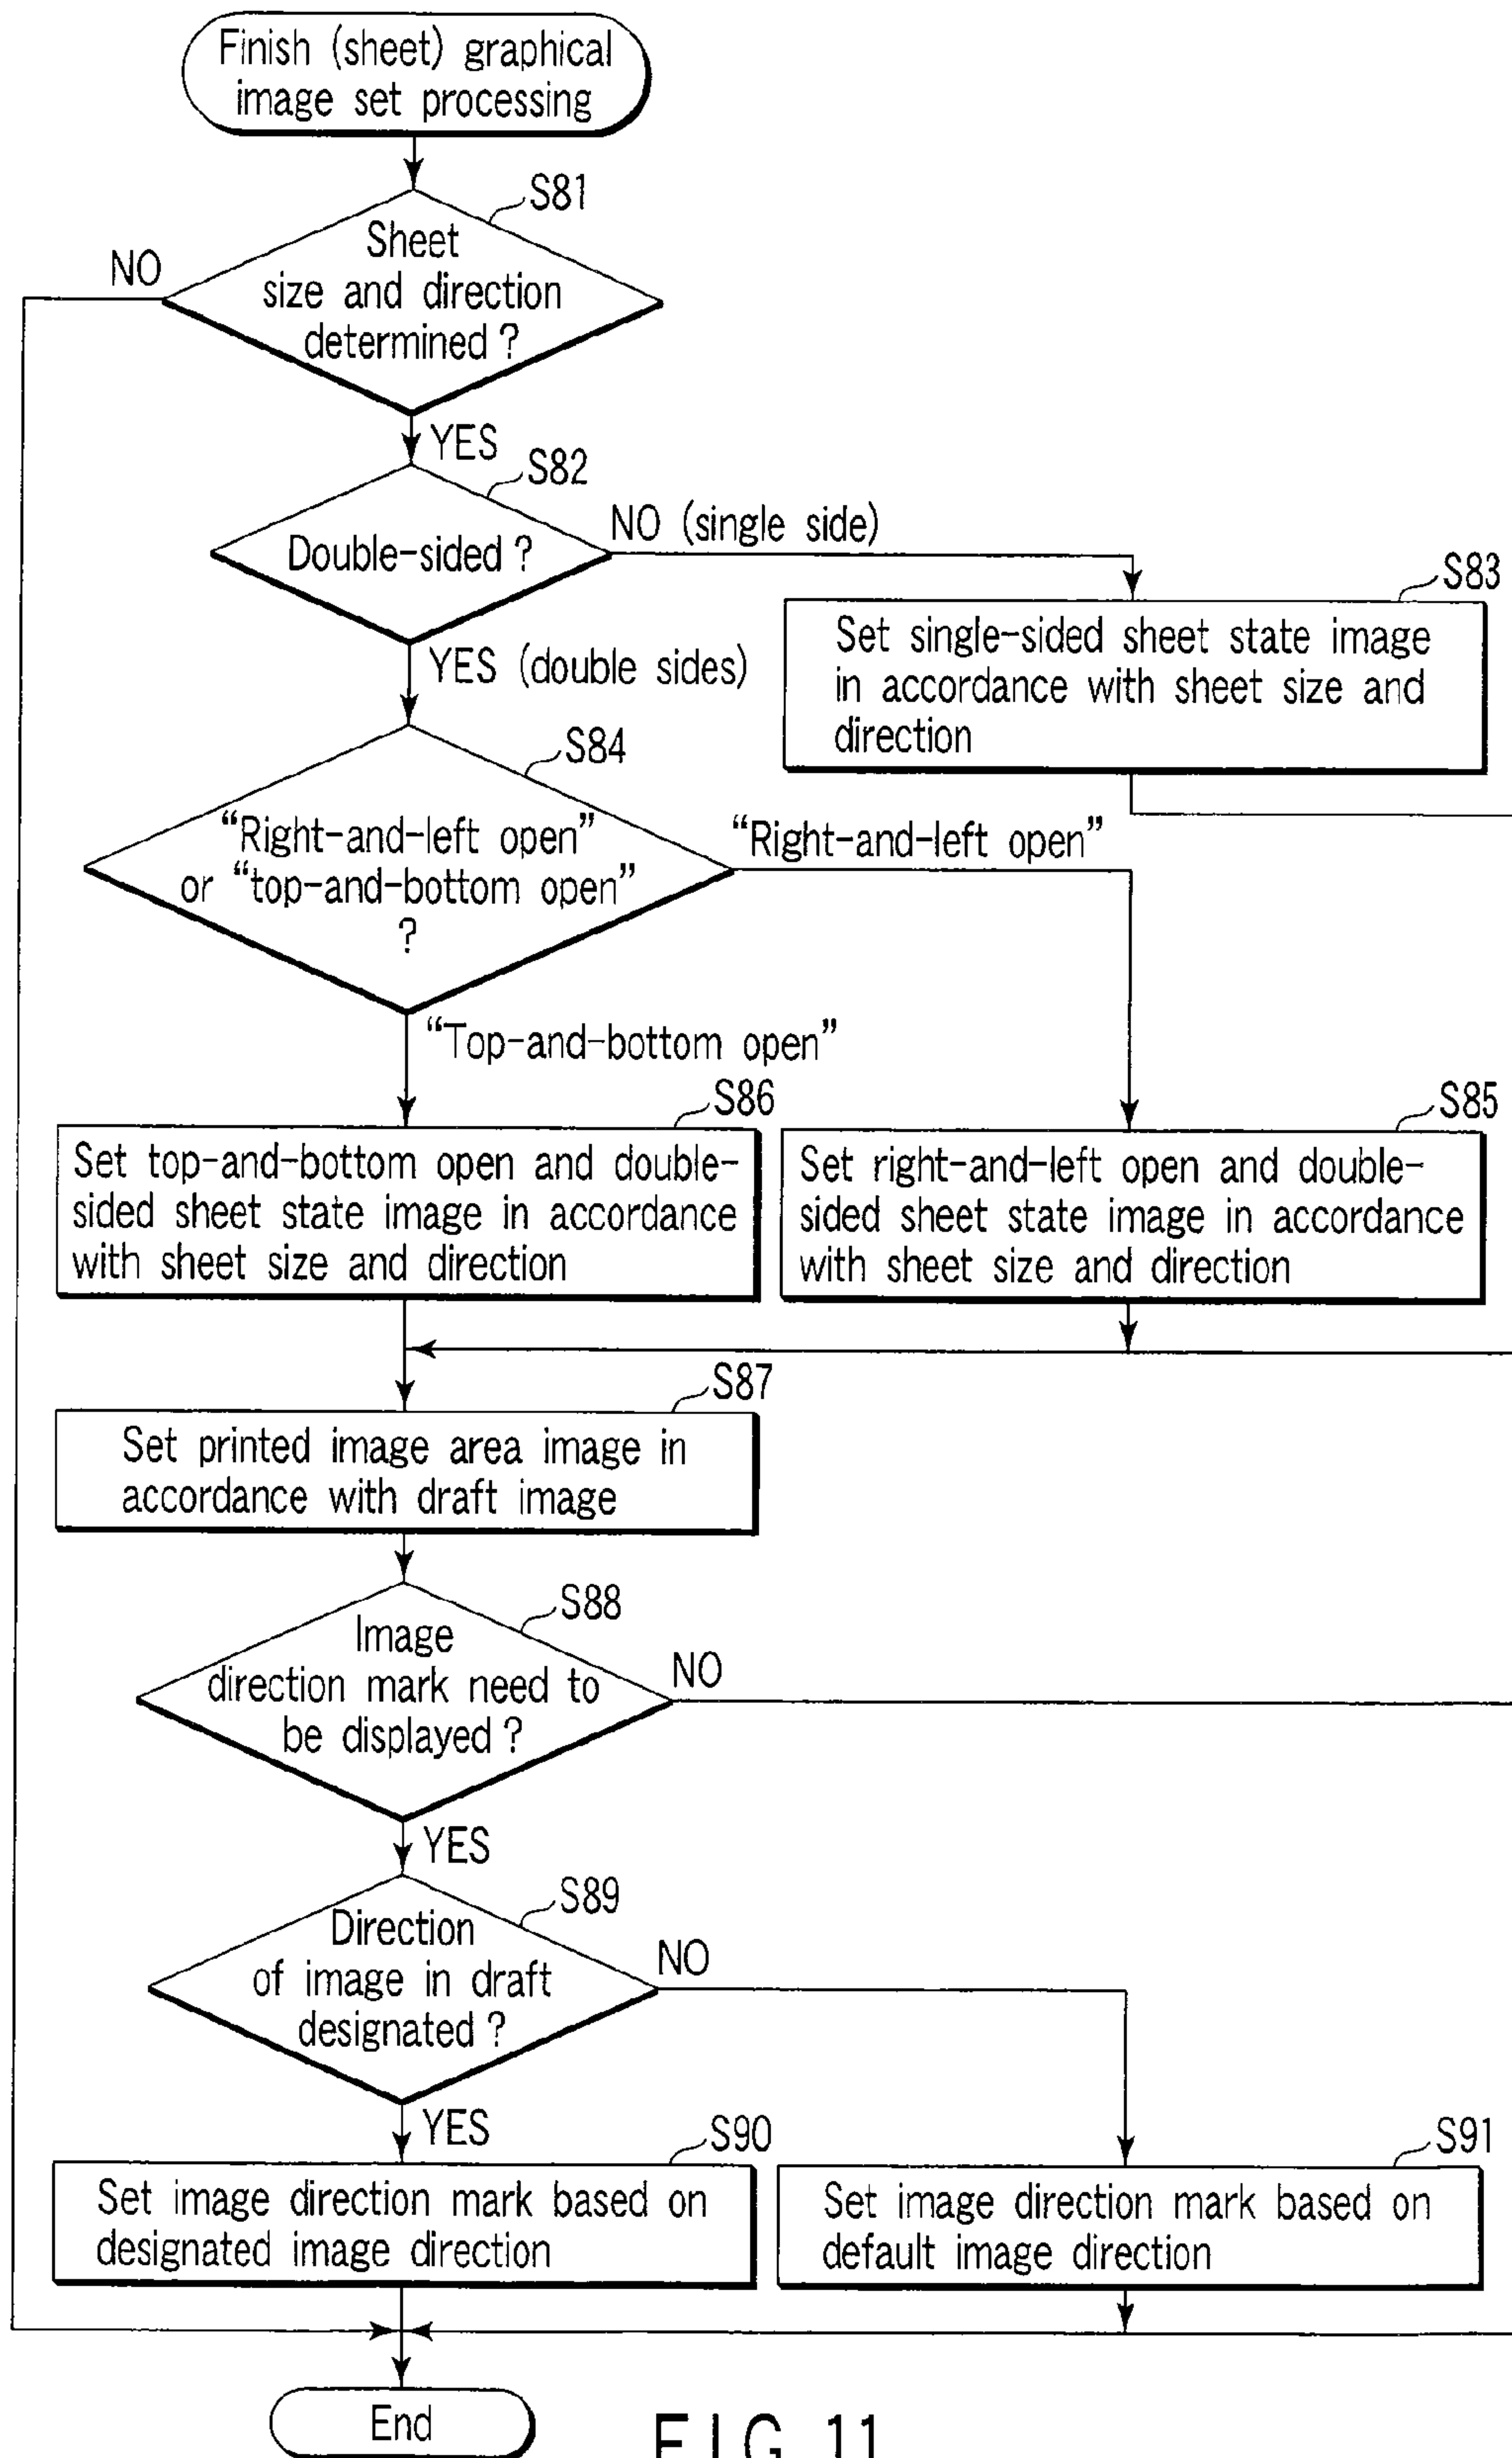 Finish (sheet) graphical
image set processing
S81
Sheet
size and direction
determined ?
NO
YES
S82
Double-sided ?
NO (single side)
S83
Set single-sided sheet state image
in accordance with sheet size and
direction
YES (double sides)
S84
“Right-and-left open”
or “top-and-bottom open”
?
“Right-and-left open”
“Top-and-bottom open”
S86
Set top-and-bottom open and double-
sided sheet state image in accordance
with sheet size and direction
S85
Set right-and-left open and double-
sided sheet state image in accordance
with sheet size and direction
S87
Set printed image area image in
accordance with draft image
S88
Image
direction mark need to
be displayed ?
NO
YES
S89
Direction
of image in draft
designated ?
NO
YES
S90
Set image direction mark based on
designated image direction
S91
Set image direction mark based on
default image direction
End
FIG. 11